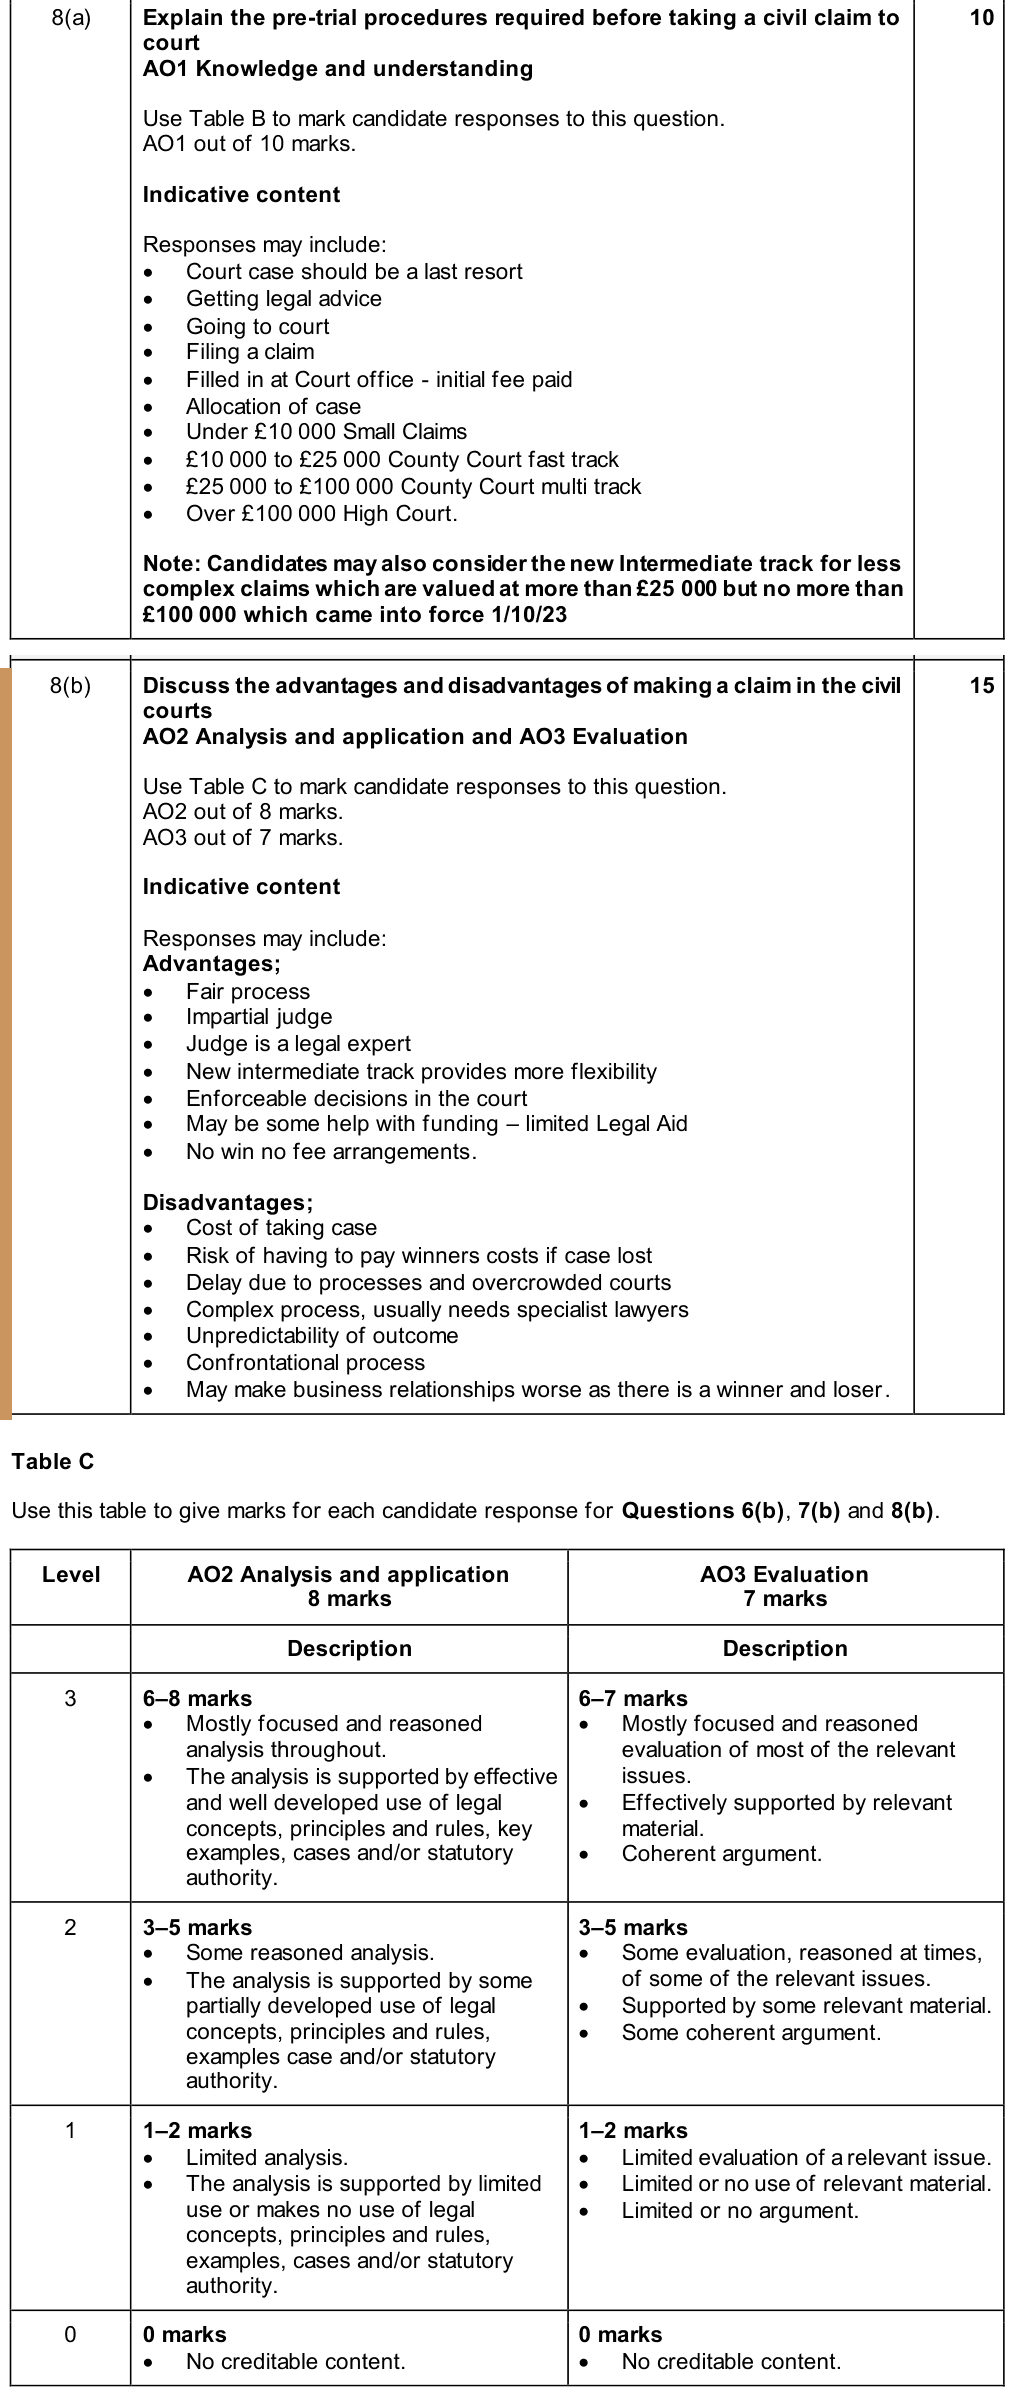 8(a) Explain the pre-trial procedures required before taking a civil claim to 10
court
AO1 Knowledge and understanding
Use Table B to mark candidate responses to this question.
AO1 out of 10 marks.
Indicative content
Responses may include:
• Court case should be a last resort
• Getting legal advice
• Going to court
• Filing a claim
• Filled in at Court office - initial fee paid
• Allocation of case
• Under £10 000 Small Claims
• £10 000 to £25 000 County Court fast track
• £25 000 to £100 000 County Court multi track
• Over £100 000 High Court.
Note: Candidates may also consider the new Intermediate track for less
complex claims which are valued at more than £25 000 but no more than
£100 000 which came into force 1/10/23
8(b) Discuss the advantages and disadvantages of making a claim in the civil 15
courts
AO2 Analysis and application and AO3 Evaluation
Use Table C to mark candidate responses to this question.
AO2 out of 8 marks.
AO3 out of 7 marks.
Indicative content
Responses may include:
Advantages;
• Fair process
• Impartial judge
• Judge is a legal expert
• New intermediate track provides more flexibility
• Enforceable decisions in the court
• May be some help with funding – limited Legal Aid
• No win no fee arrangements.
Disadvantages;
• Cost of taking case
• Risk of having to pay winners costs if case lost
• Delay due to processes and overcrowded courts
• Complex process, usually needs specialist lawyers
• Unpredictability of outcome
• Confrontational process
• May make business relationships worse as there is a winner and loser.
Table C
Use this table to give marks for each candidate response for Questions 6(b), 7(b) and 8(b).
Level
AO2 Analysis and application
8 marks
AO3 Evaluation
7 marks
Description
Description
3
6–8 marks
• Mostly focused and reasoned
analysis throughout.
• The analysis is supported by effective
and well developed use of legal
concepts, principles and rules, key
examples, cases and/or statutory
authority.
6–7 marks
• Mostly focused and reasoned
evaluation of most of the relevant
issues.
• Effectively supported by relevant
material.
• Coherent argument.
2
3–5 marks
• Some reasoned analysis.
• The analysis is supported by some
partially developed use of legal
concepts, principles and rules,
examples case and/or statutory
authority.
3–5 marks
• Some evaluation, reasoned at times,
of some of the relevant issues.
• Supported by some relevant material.
• Some coherent argument.
1
1–2 marks
• Limited analysis.
• The analysis is supported by limited
use or makes no use of legal
concepts, principles and rules,
examples, cases and/or statutory
authority.
1–2 marks
• Limited evaluation of a relevant issue.
• Limited or no use of relevant material.
• Limited or no argument.
0
0 marks
• No creditable content.
0 marks
• No creditable content.